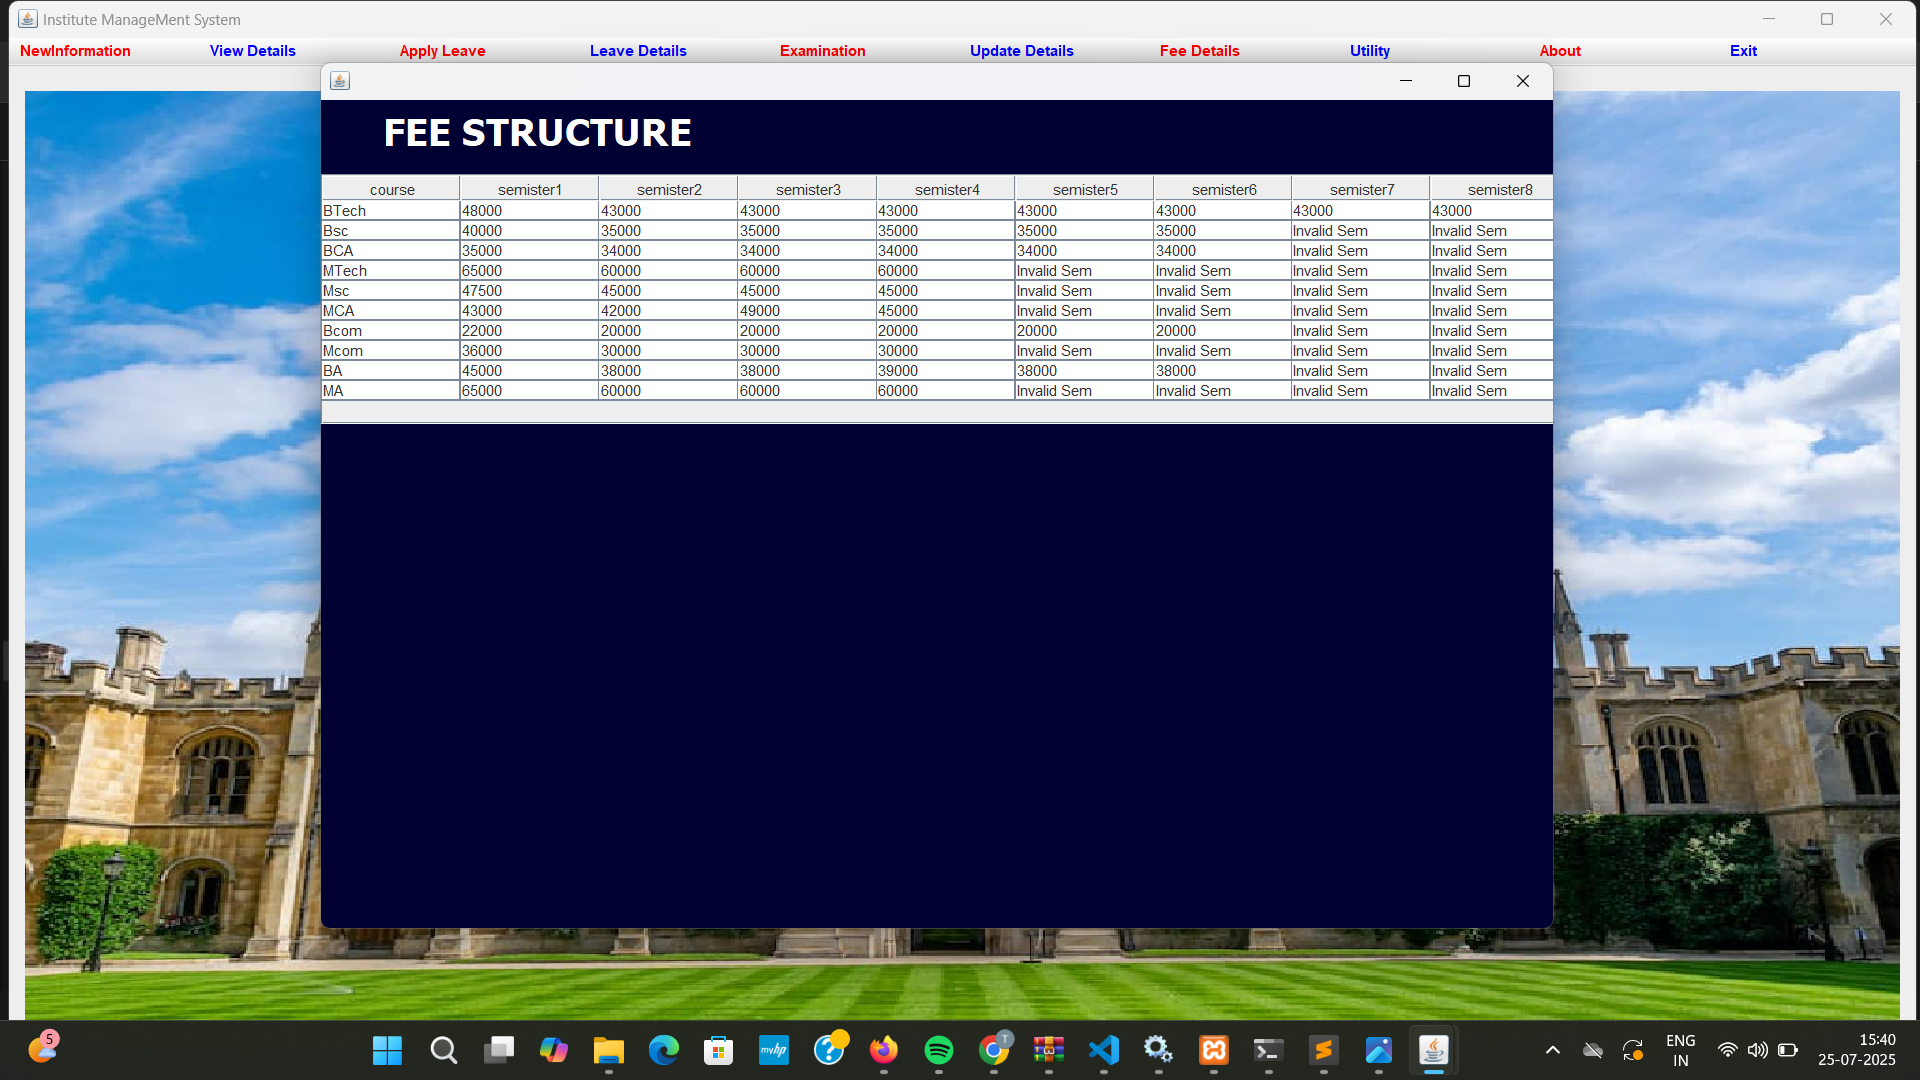 Institute ManageMent System
NewInformation View Details Apply Leave Leave Details Examination Update Details Fee Details Utility About Exit
FEE STRUCTURE
course semister1 semister2 semister3 semister4 semister5 semister6 semister7 semister8
BTech 48000 43000 43000 43000 43000 43000 43000 43000
Bsc 40000 35000 35000 35000 35000 35000 Invalid Sem Invalid Sem
BCA 35000 34000 34000 34000 34000 34000 Invalid Sem Invalid Sem
MTech 65000 60000 60000 60000 Invalid Sem Invalid Sem Invalid Sem Invalid Sem
Msc 47500 45000 45000 45000 Invalid Sem Invalid Sem Invalid Sem Invalid Sem
MCA 43000 42000 49000 45000 Invalid Sem Invalid Sem Invalid Sem Invalid Sem
Bcom 22000 20000 20000 20000 20000 20000 Invalid Sem Invalid Sem
Mcom 36000 30000 30000 30000 Invalid Sem Invalid Sem Invalid Sem Invalid Sem
BA 45000 38000 38000 39000 38000 38000 Invalid Sem Invalid Sem
MA 65000 60000 60000 60000 Invalid Sem Invalid Sem Invalid Sem Invalid Sem
5
myhp
T
ENG
IN
15:40
25-07-2025